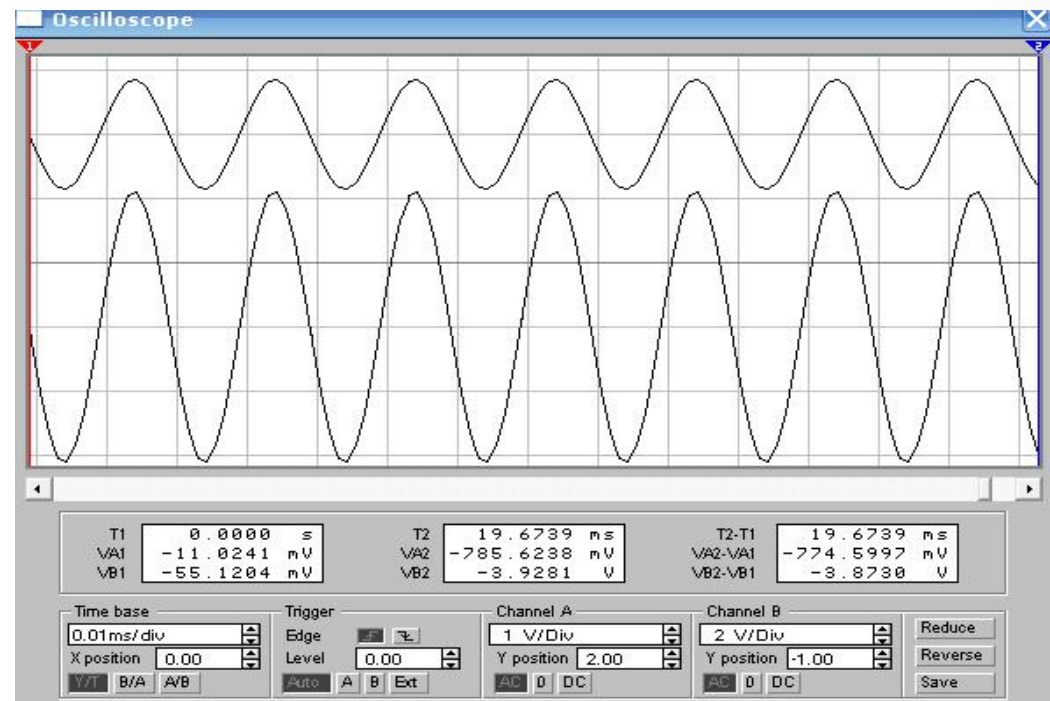 Oscilloscope
1 2
T1 0.0000 s T2 19.6739 ms T2-T1 19.6739 ms
VA1 -11.0241 mV VA2 -785.6238 mV VA2-VA1 -774.5997 mV
VB1 -55.1204 mV VB2 -3.9281 V VB2-VB1 -3.8730 V
Time base Trigger Channel A Channel B
0.01ms/div Edge 1 V/Div 2 V/Div Reduce
X position 0.00 Level 0.00 Y position 2.00 Y position -1.00 Reverse
Y/T B/A A/B Auto A B Ext AC 0 DC AC 0 DC Save